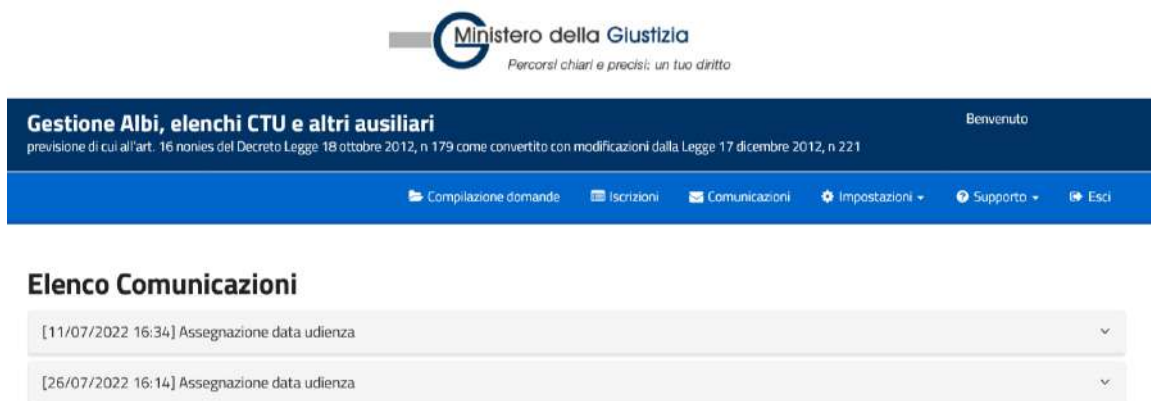 Ministero della Giustizia
Percorsi chiari e precisi: un tuo diritto
Gestione Albi, elenchi CTU e altri ausiliari
Benvenuto
previsione di cui all'art. 16 nonies del Decreto Legge 18 ottobre 2012, n 179 come convertito con modificazioni dalla Legge 17 dicembre 2012, n 221
Compilazione domande Iscrizioni Comunicazioni Impostazioni Supporto Esci
Elenco Comunicazioni
[11/07/2022 16:34] Assegnazione data udienza
[26/07/2022 16:14] Assegnazione data udienza